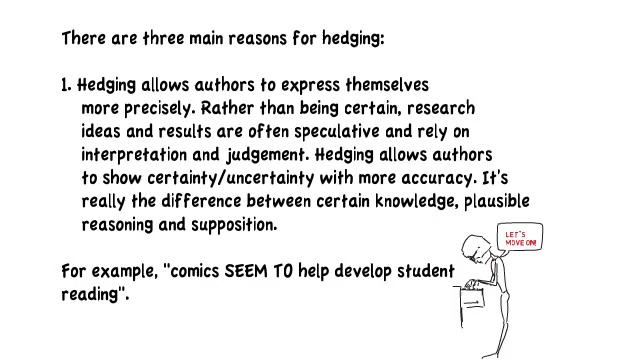 There are three main reasons for hedging:
1. Hedging allows authors to express themselves
more precisely. Rather than being certain, research
ideas and results are often speculative and rely on
interpretation and judgement. Hedging allows authors
to show certainty/uncertainty with more accuracy. It's
really the difference between certain knowledge, plausible
reasoning and supposition.
LET'S
MOVE ON!
For example, "comics SEEM TO help develop student
reading".